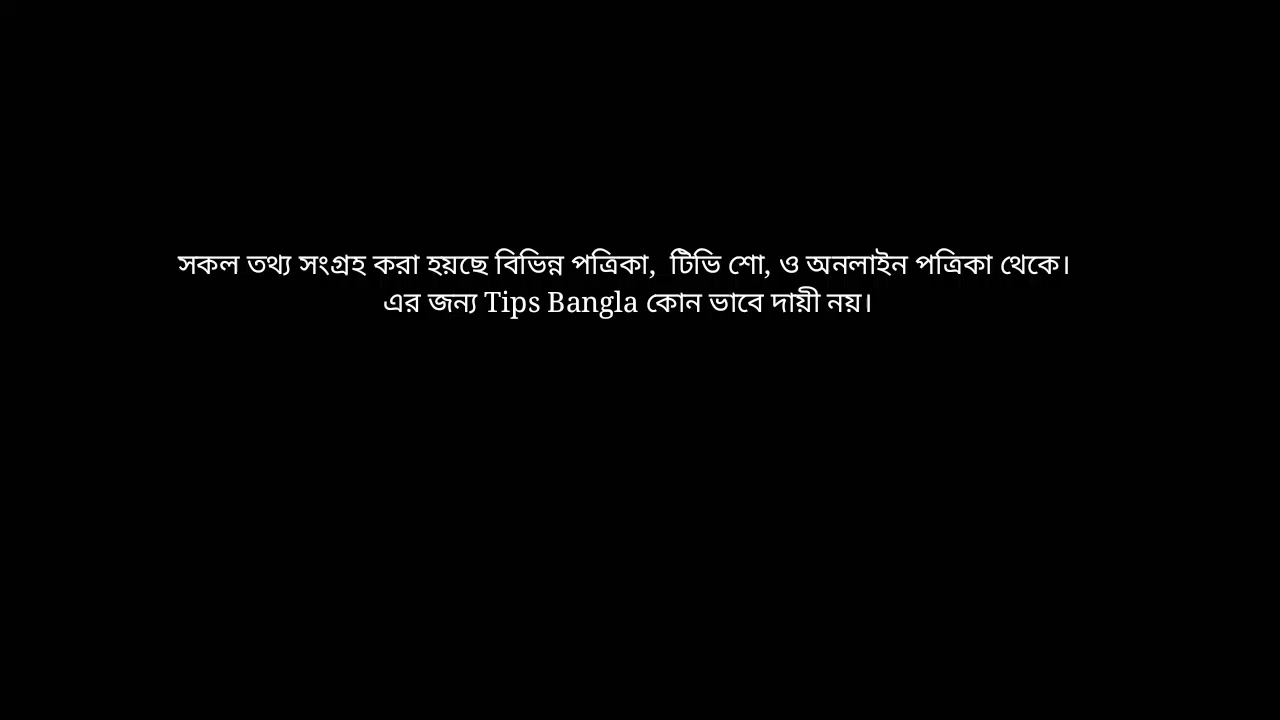 সকল তথ্য সংগ্রহ করা হয়ছে বিভিন্ন পত্রিকা, টিভি শো, ও অনলাইন পত্রিকা থেকে।
এর জন্য Tips Bangla কোন ভাবে দায়ী নয়।